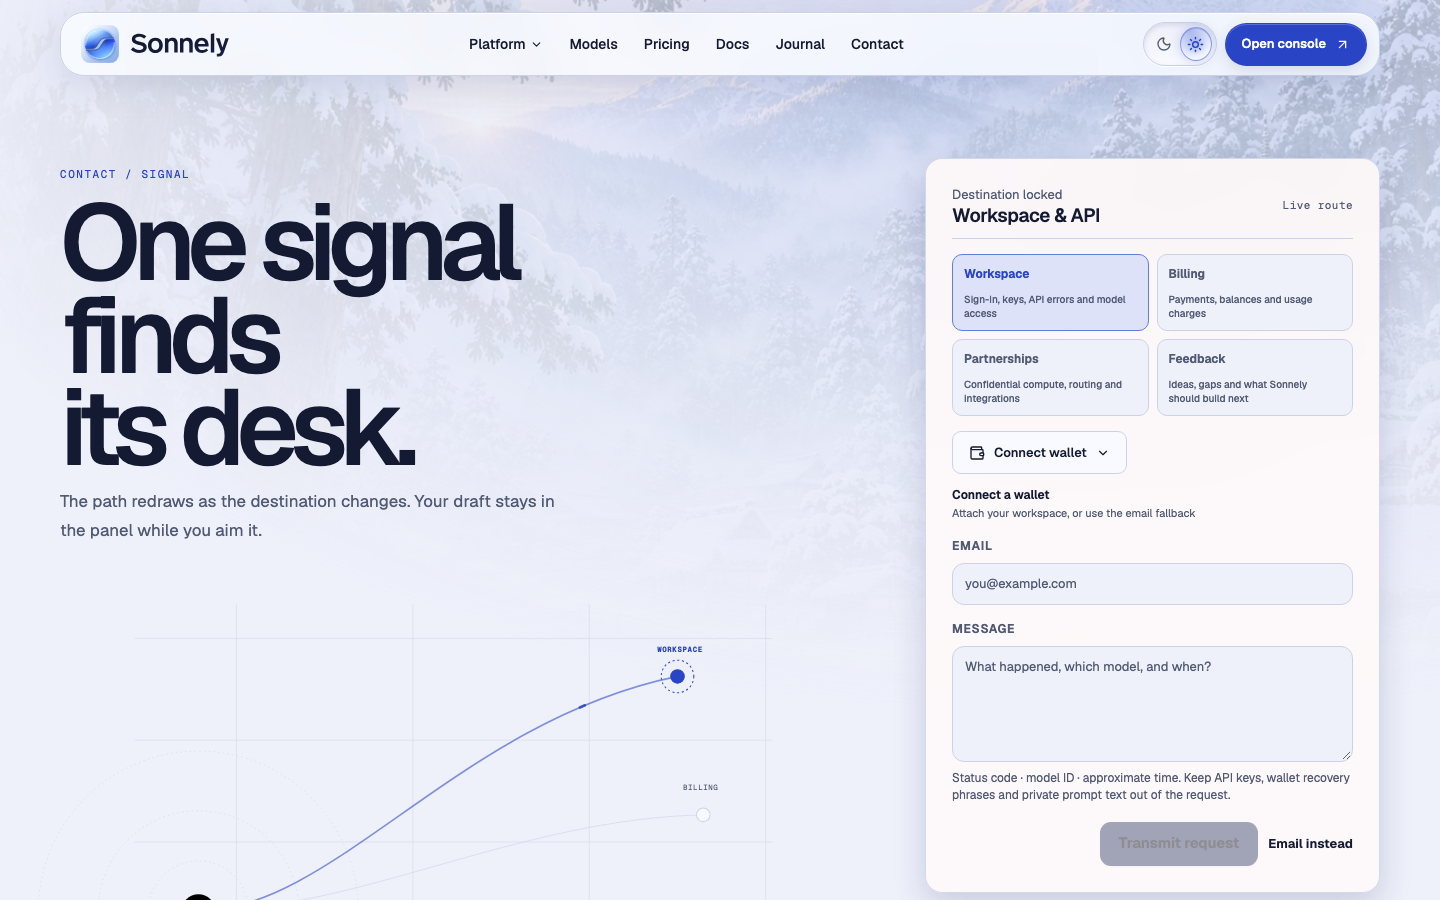 Sonnely
Platform
Models
Pricing
Docs
Journal
Contact
Open console
CONTACT / SIGNAL
One signal
finds
its desk.
The path redraws as the destination changes. Your draft stays in
the panel while you aim it.
WORKSPACE
BILLING
Destination locked
Workspace & API
Live route
Workspace
Sign-in, keys, API errors and model
access
Billing
Payments, balances and usage
charges
Partnerships
Confidential compute, routing and
integrations
Feedback
Ideas, gaps and what Sonnely
should build next
Connect wallet
Connect a wallet
Attach your workspace, or use the email fallback
EMAIL
you@example.com
MESSAGE
What happened, which model, and when?
Status code · model ID · approximate time. Keep API keys, wallet recovery
phrases and private prompt text out of the request.
Transmit request
Email instead